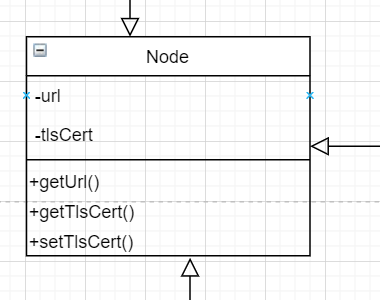 Node
-url
-tlsCert
+getUrl()
+getTlsCert()
+setTlsCert()